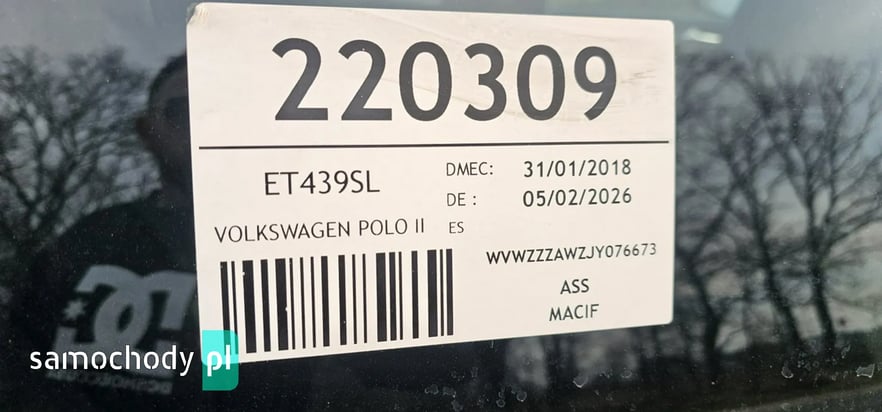 220309
ET439SL
DMEC: 31/01/2018
DE : 05/02/2026
VOLKSWAGEN POLO II ES
WVWZZZAWZJY076673
ASS
MACIF
samochody pl